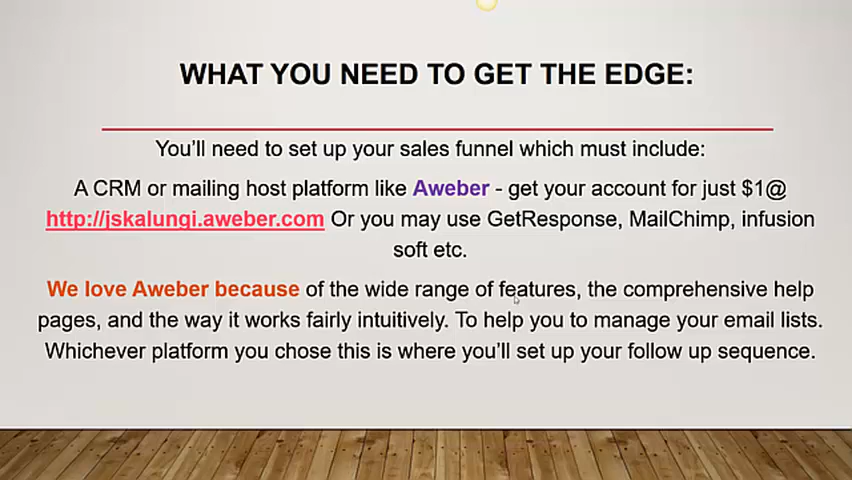 WHAT YOU NEED TO GET THE EDGE:
You'll need to set up your sales funnel which must include:
A CRM or mailing host platform like Aweber - get your account for just $1@
http://jskalungi.aweber.com Or you may use GetResponse, MailChimp, infusion
soft etc.
We love Aweber because of the wide range of features, the comprehensive help
pages, and the way it works fairly intuitively. To help you to manage your email lists.
Whichever platform you chose this is where you'll set up your follow up sequence.